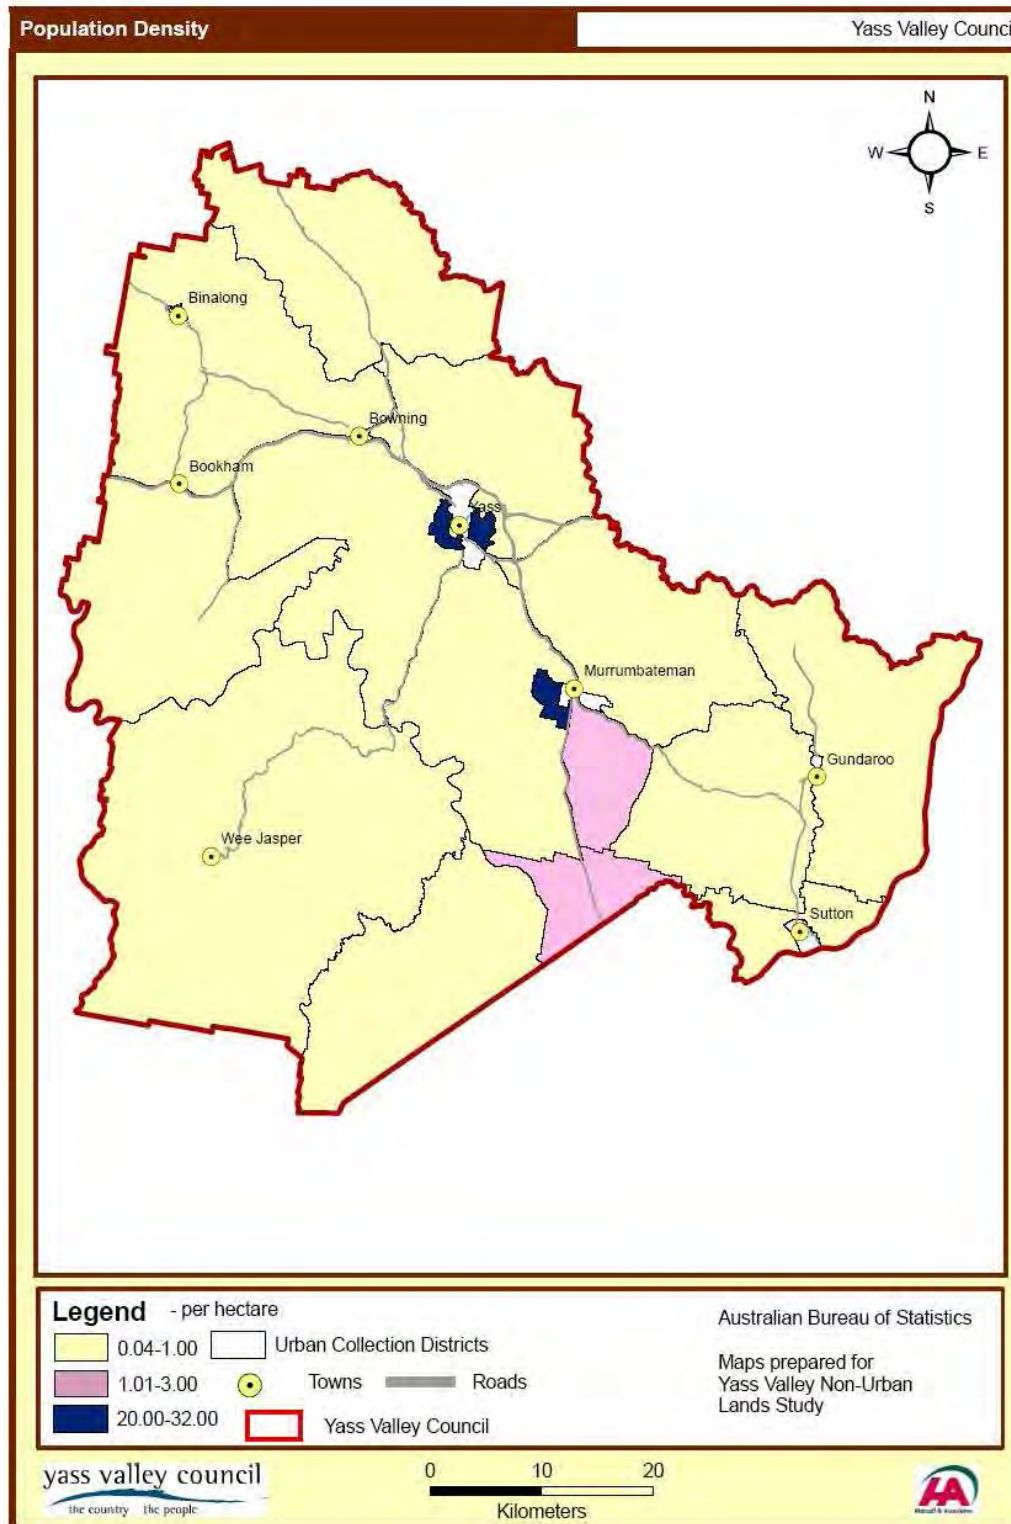 Population Density
Yass Valley Counci
N
W E
S
Binalong
Bowning
Bookham
Yass
Murrumbateman
Gundaroo
Wee Jasper
Sutton
Legend - per hectare
0.04-1.00 Urban Collection Districts
1.01-3.00 Towns Roads
20.00-32.00 Yass Valley Council
Australian Bureau of Statistics
Maps prepared for
Yass Valley Non-Urban
Lands Study
yass valley council
the country the people
0 10 20
Kilometers